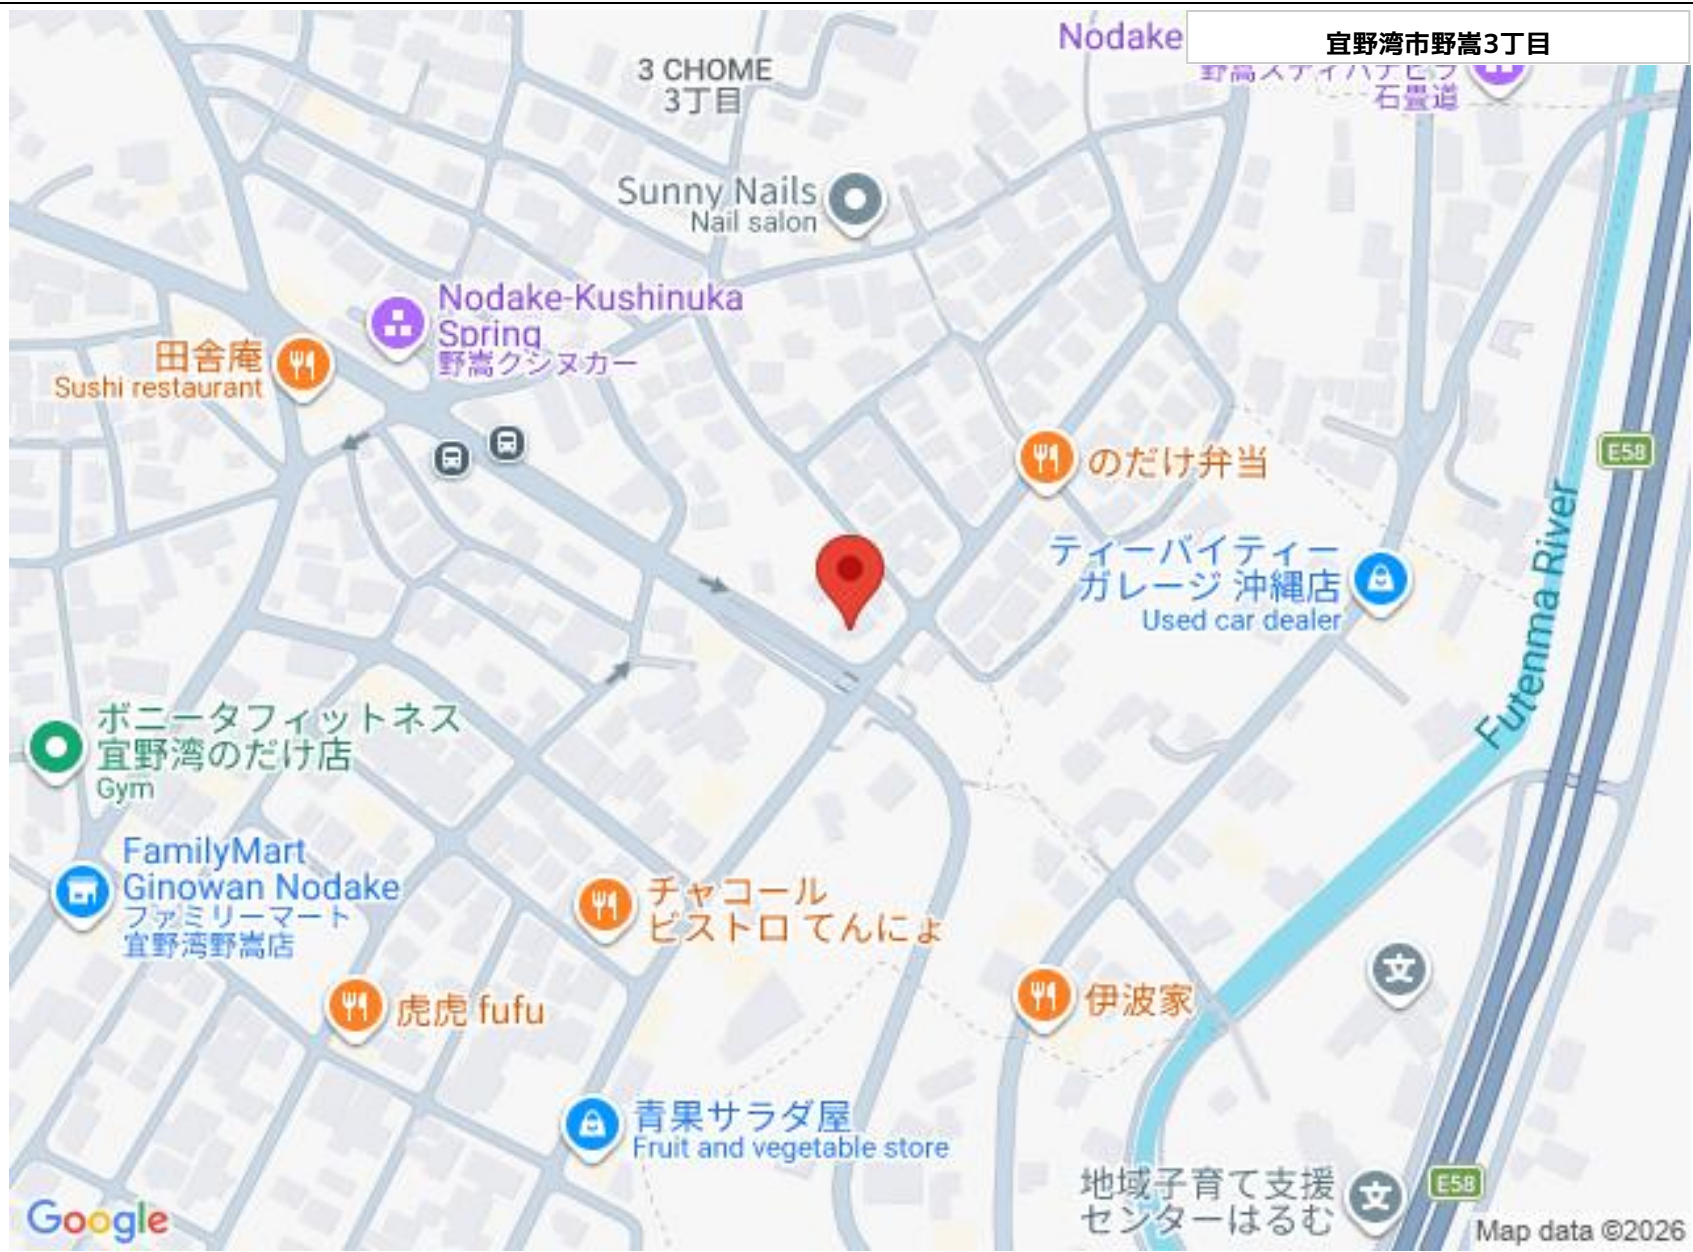 宜野湾市野嵩3丁目
Nodake
石畳道
3 CHOME
3丁目
Sunny Nails
Nail salon
Nodake-Kushinuka
Spring
野嵩クシヌカー
田舎庵
Sushi restaurant
のだけ弁当
E58
ティーバイティー
ガレージ 沖縄店
Used car dealer
Futenma River
ボニータフィットネス
宜野湾のだけ店
Gym
FamilyMart
Ginowan Nodake
ファミリーマート
宜野湾野嵩店
チャコール
ビストロ てんにょ
文
虎虎 fufu
伊波家
青果サラダ屋
Fruit and vegetable store
地域子育て支援
センターはるむ
文
E58
Google
Map data ©2026